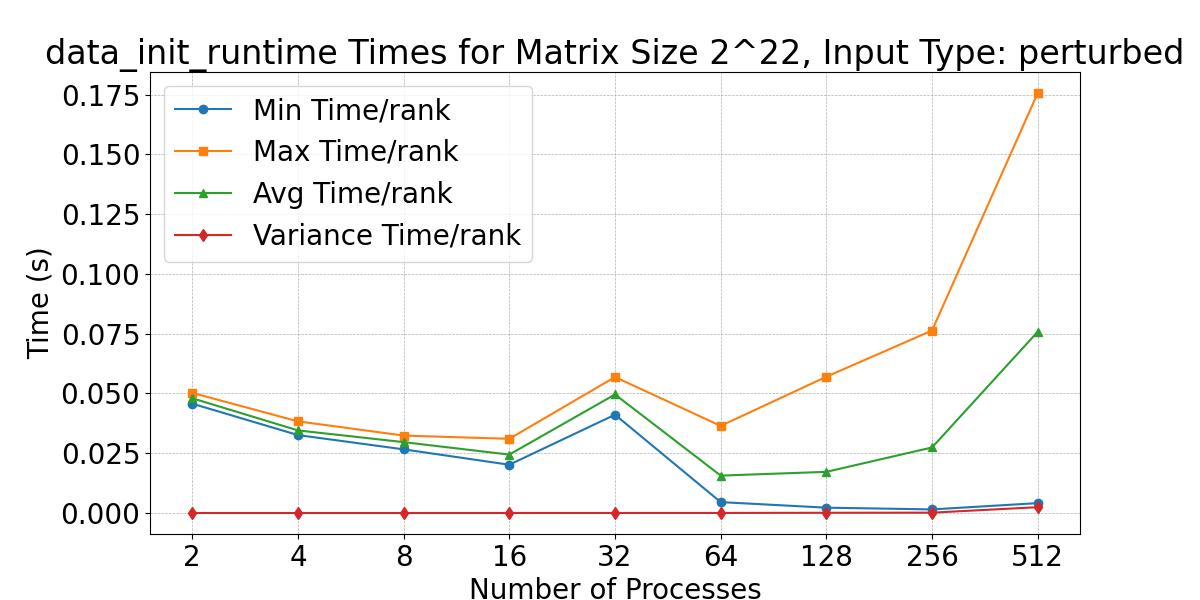 data_init_runtime Times for Matrix Size 2^22, Input Type: perturbed
Min Time/rank
Max Time/rank
Avg Time/rank
Variance Time/rank
Time (s)
0.175
0.150
0.125
0.100
0.075
0.050
0.025
0.000
2 4 8 16 32 64 128 256 512
Number of Processes